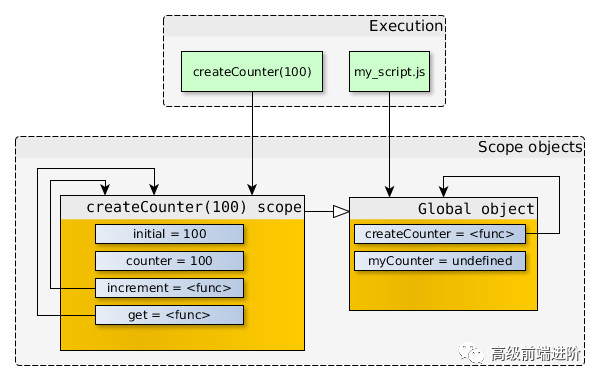 Execution
createCounter(100)
my_script.js
Scope objects
createCounter(100) scope
initial = 100
counter = 100
increment = <func>
get = <func>
Global object
createCounter = <func>
myCounter = undefined
高级前端进阶